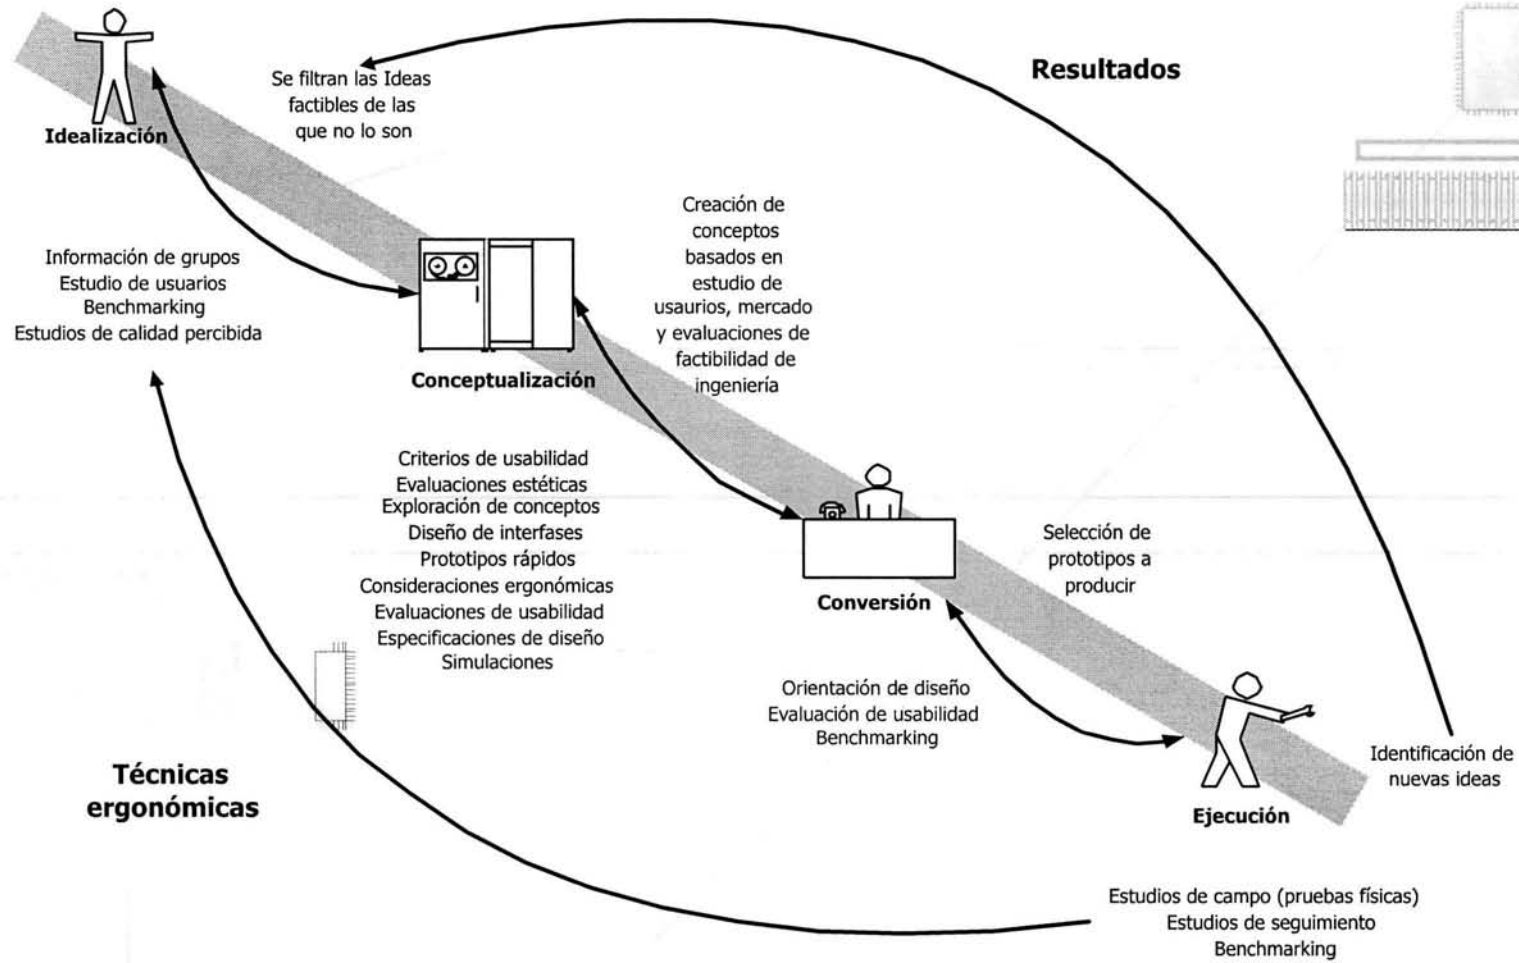 Resultados
Se filtran las Ideas
factibles de las
que no lo son
Idealización
Creación de
conceptos
basados en
estudio de
usaurios, mercado
y evaluaciones de
factibilidad de
ingeniería
Información de grupos
Estudio de usuarios
Benchmarking
Estudios de calidad percibida
Conceptualización
Criterios de usabilidad
Evaluaciones estéticas
Exploración de conceptos
Diseño de interfases
Prototipos rápidos
Consideraciones ergonómicas
Evaluaciones de usabilidad
Especificaciones de diseño
Simulaciones
Selección de
prototipos a
producir
Conversión
Orientación de diseño
Evaluación de usabilidad
Benchmarking
Identificación de
nuevas ideas
Técnicas
ergonómicas
Ejecución
Estudios de campo (pruebas físicas)
Estudios de seguimiento
Benchmarking